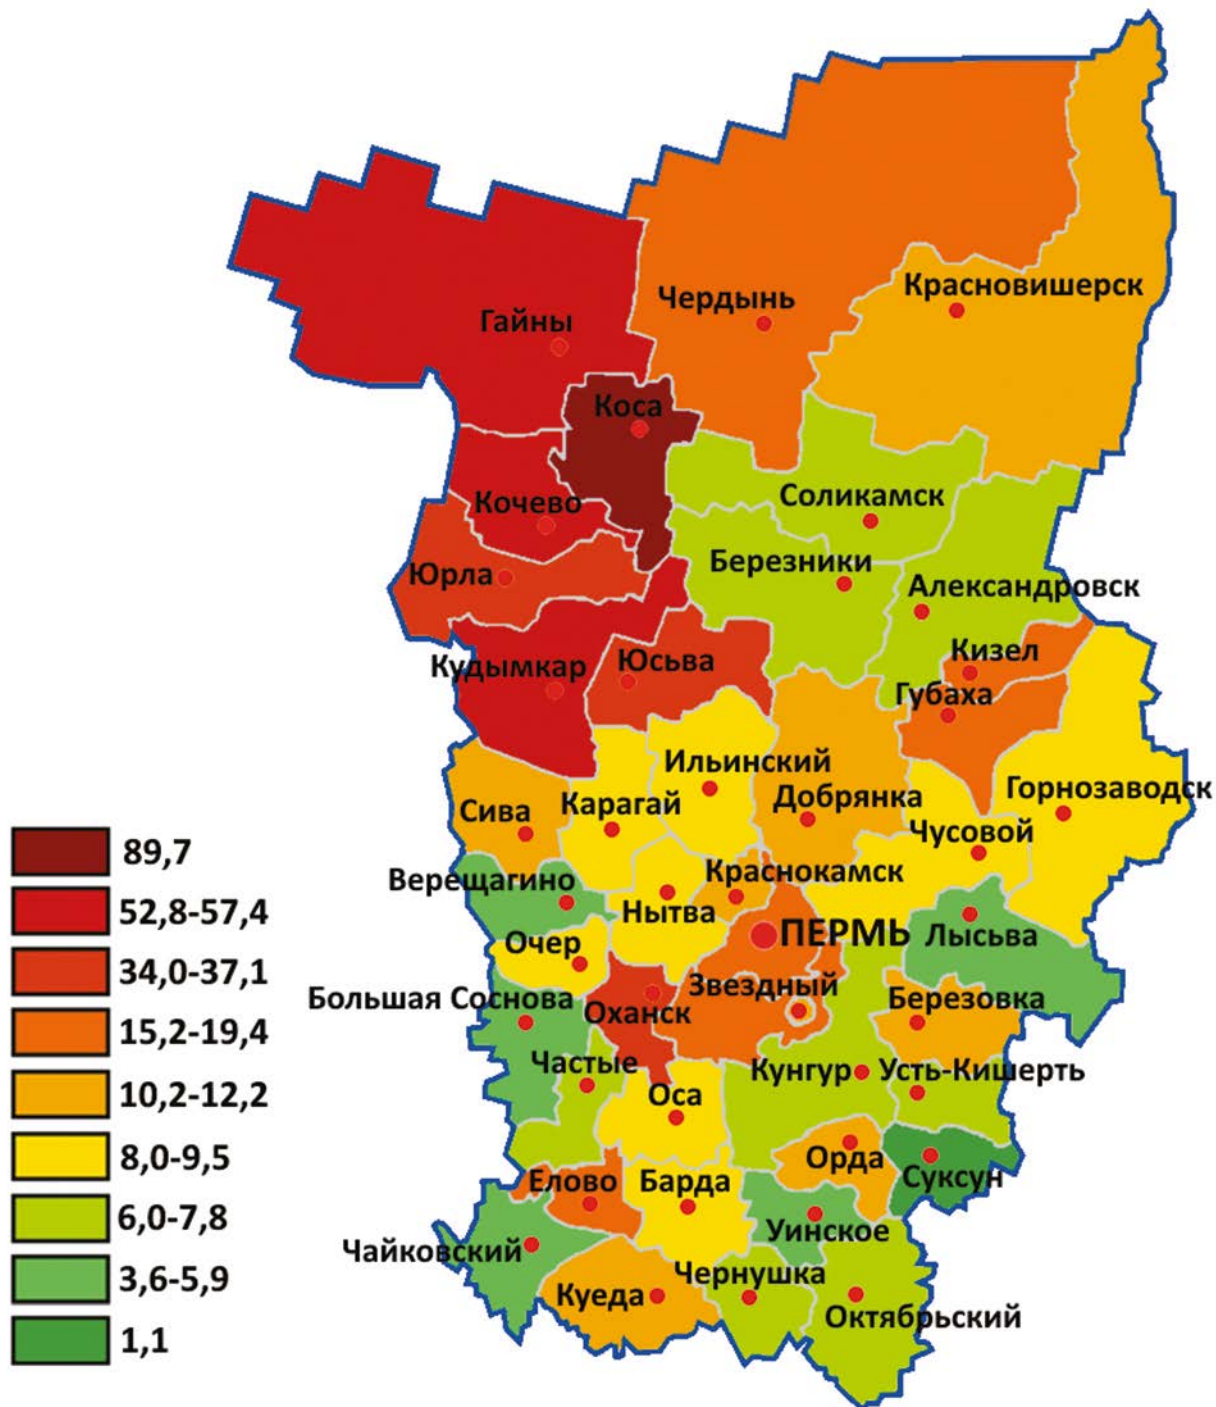 Красновишерск
Чердынь
Гайны
Коса
Соликамск
Кочево
Березники
Юрла
Александровск
Кизел
Юсьва
Кудымкар
Губаха
Ильинский
Горнозаводск
Добрянка
Карагай
Сива
Чусовой
89,7
Краснокамск
Верещагино
52,8-57,4
Нытва
ПЕРМЬ
Лысьва
Очер
34,0-37,1
Звездный
Большая Соснова
Березовка
Оханск
15,2-19,4
Частые
Кунгур
Усть-Кишерть
10,2-12,2
Оса
8,0-9,5
Орда
Суксун
Елово
Барда
6,0-7,8
Уинское
Чайковский
3,6-5,9
Чернушка
Куеда
Октябрьский
1,1